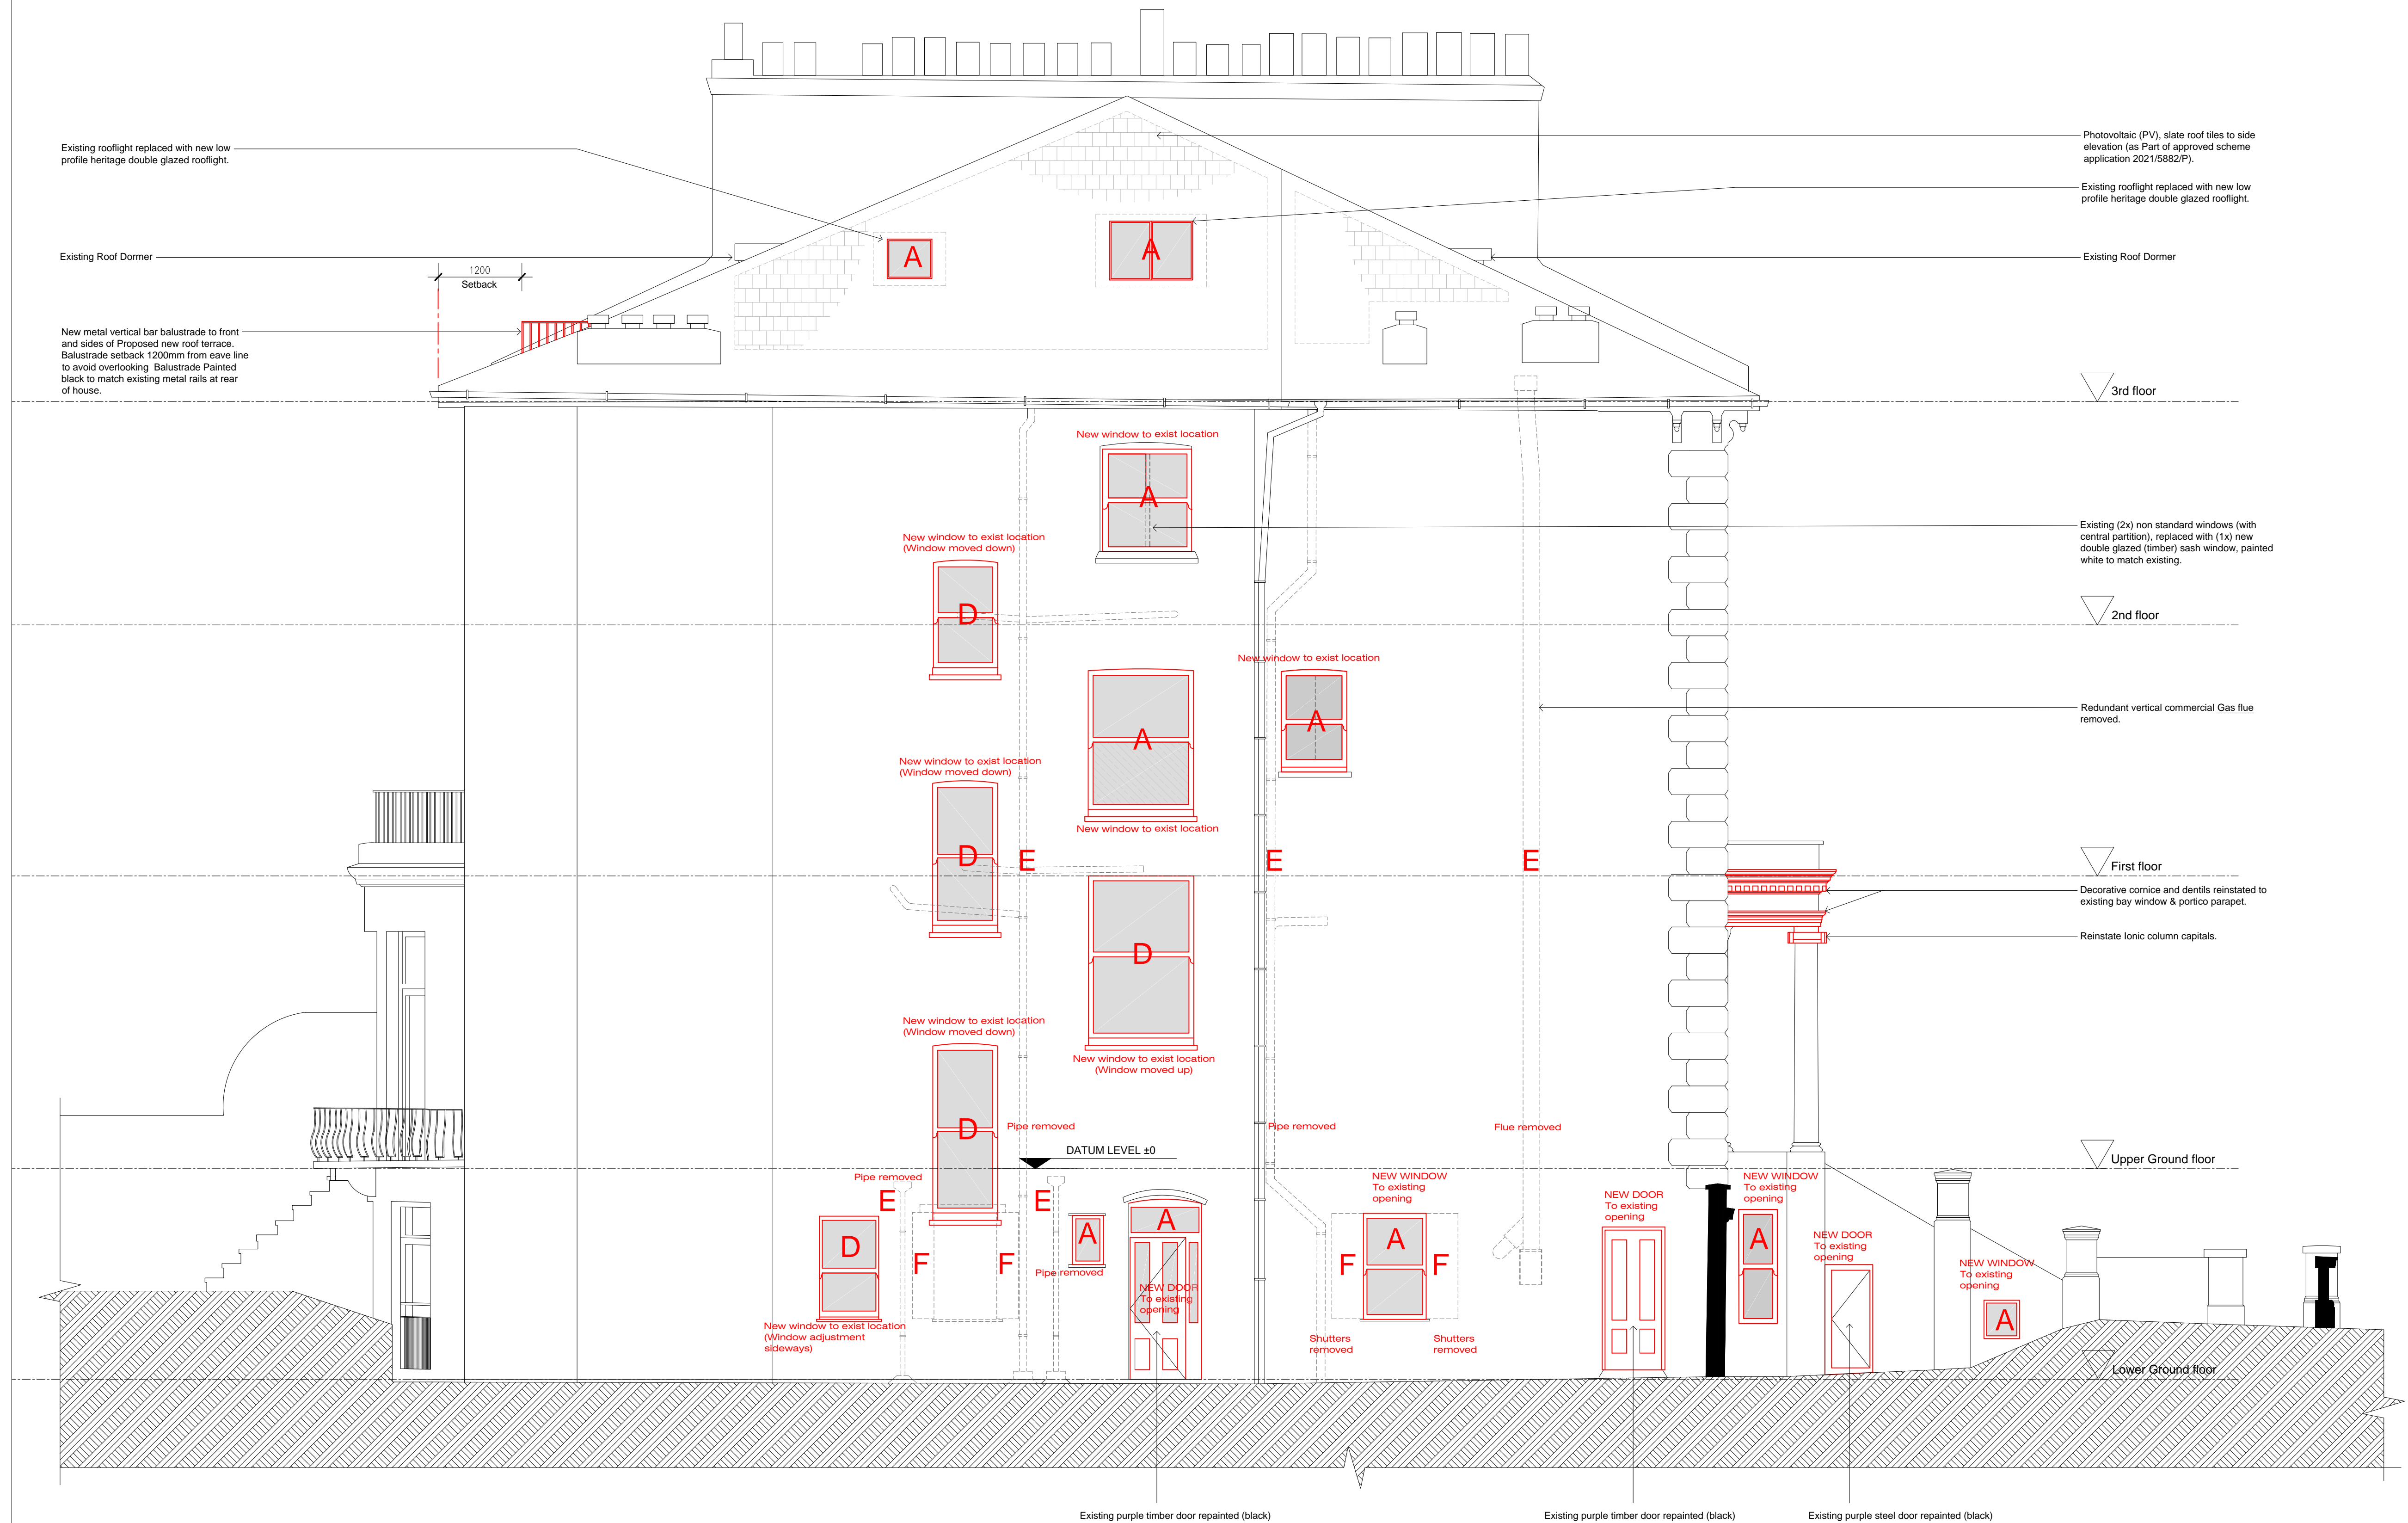 Existing rooflight replaced with new low
profile heritage double glazed rooflight.
Existing Roof Dormer
1200
Setback
New metal vertical bar balustrade to front
and sides of Proposed new roof terrace.
Balustrade setback 1200mm from eave line
to avoid overlooking Balustrade Painted
black to match existing metal rails at rear
of house.
A
A
Photovoltaic (PV), slate roof tiles to side
elevation (as Part of approved scheme
application 2021/5882/P).
Existing rooflight replaced with new low
profile heritage double glazed rooflight.
Existing Roof Dormer
3rd floor
New window to exist location
A
Existing (2x) non standard windows (with
central partition), replaced with (1x) new
double glazed (timber) sash window, painted
white to match existing.
New window to exist location
(Window moved down)
D
2nd floor
New window to exist location
A
A
New window to exist location
Redundant vertical commercial Gas flue
removed.
New window to exist location
(Window moved down)
D
E
E
E
First floor
Decorative cornice and dentils reinstated to
existing bay window & portico parapet.
Reinstate Ionic column capitals.
D
New window to exist location
(Window moved up)
New window to exist location
(Window moved down)
D
Pipe removed
Pipe removed
Flue removed
DATUM LEVEL ±0
Upper Ground floor
Pipe removed
E
E
D
F
F
A
Pipe removed
A
NEW DOOR
To existing
opening
New window to exist location
(Window adjustment
sideways)
NEW WINDOW
To existing
opening
F
A
F
Shutters
removed
Shutters
removed
NEW DOOR
To existing
opening
NEW WINDOW
To existing
opening
A
NEW DOOR
To existing
opening
NEW WINDOW
To existing
opening
A
Lower Ground floor
Existing purple timber door repainted (black)
Existing purple timber door repainted (black)
Existing purple steel door repainted (black)